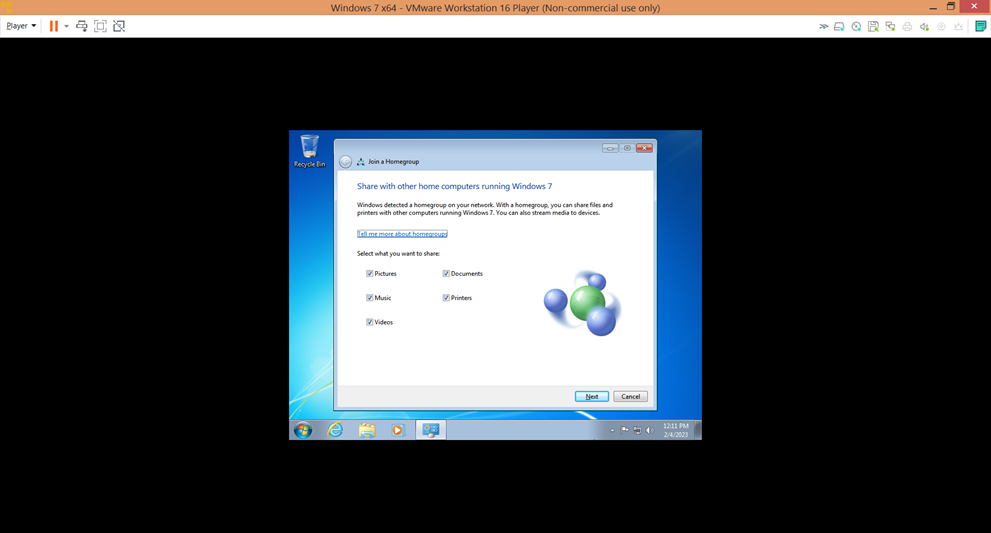 Windows 7 x64 - VMware Workstation 16 Player (Non-commercial use only)
Player
Recycle Bin
Join a Homegroup
Share with other home computers running Windows 7
Windows detected a homegroup on your network. With a homegroup, you can share files and
printers with other computers running Windows 7. You can also stream media to devices.
Tell me more about homegroups
Select what you want to share:
Pictures Documents
Music Printers
Videos
Next Cancel
12:11 PM
2/4/2023